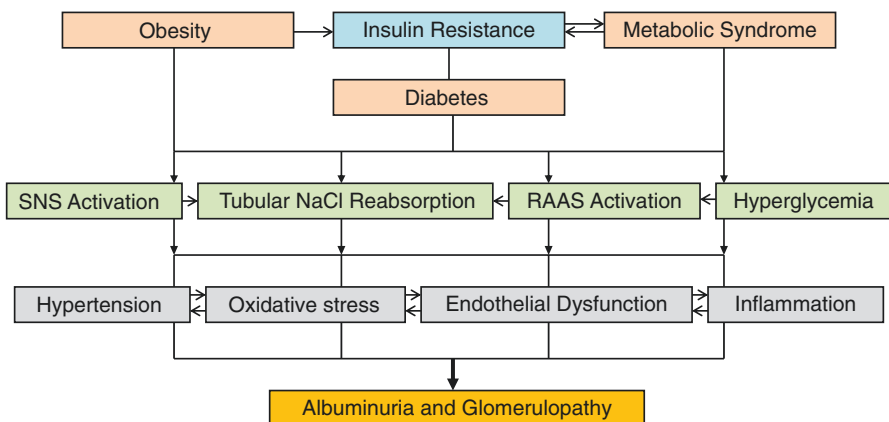 Obesity
Insulin Resistance
Metabolic Syndrome
Diabetes
SNS Activation
Tubular NaCl Reabsorption
RAAS Activation
Hyperglycemia
Hypertension
Oxidative stress
Endothelial Dysfunction
Inflammation
Albuminuria and Glomerulopathy